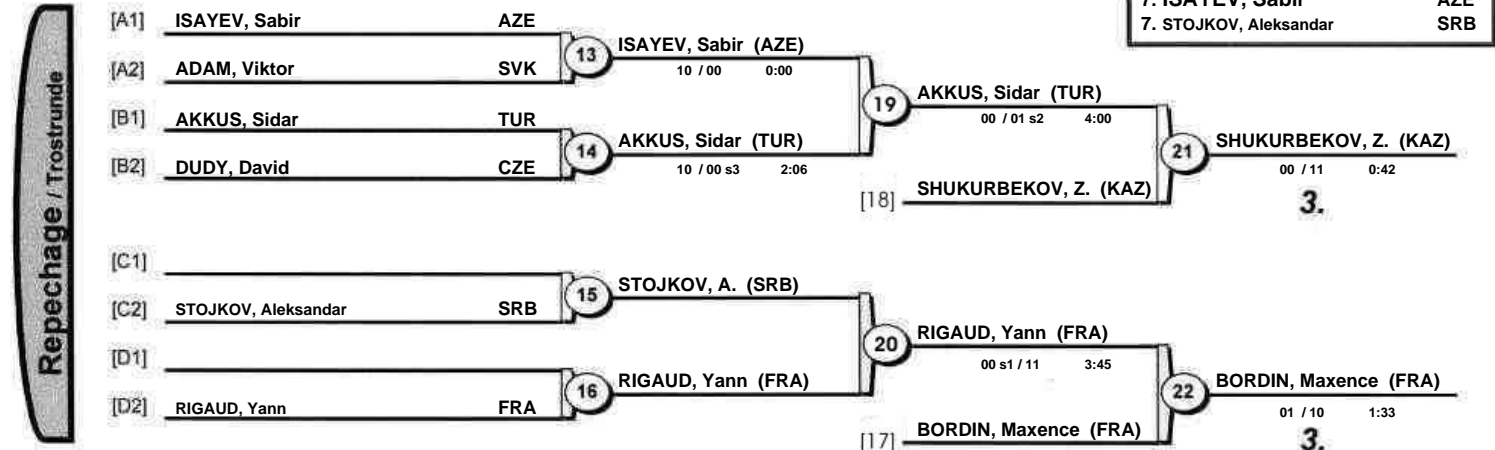 7. ISAYEV, Sabir AZE
7. STOJKOV, Aleksandar SRB
Repechage / Trostrunde
[A1] ISAYEV, Sabir AZE
[A2] ADAM, Viktor SVK
13 ISAYEV, Sabir (AZE)
10 / 00 0:00
[B1] AKKUS, Sidar TUR
[B2] DUDY, David CZE
14 AKKUS, Sidar (TUR)
10 / 00 s3 2:06
19 AKKUS, Sidar (TUR)
00 / 01 s2 4:00
[18] SHUKURBEKOV, Z. (KAZ)
21 SHUKURBEKOV, Z. (KAZ)
00 / 11 0:42
3.
[C1]
[C2] STOJKOV, Aleksandar SRB
15 STOJKOV, A. (SRB)
[D1]
[D2] RIGAUD, Yann FRA
16 RIGAUD, Yann (FRA)
20 RIGAUD, Yann (FRA)
00 s1 / 11 3:45
[17] BORDIN, Maxence (FRA)
22 BORDIN, Maxence (FRA)
01 / 10 1:33
3.